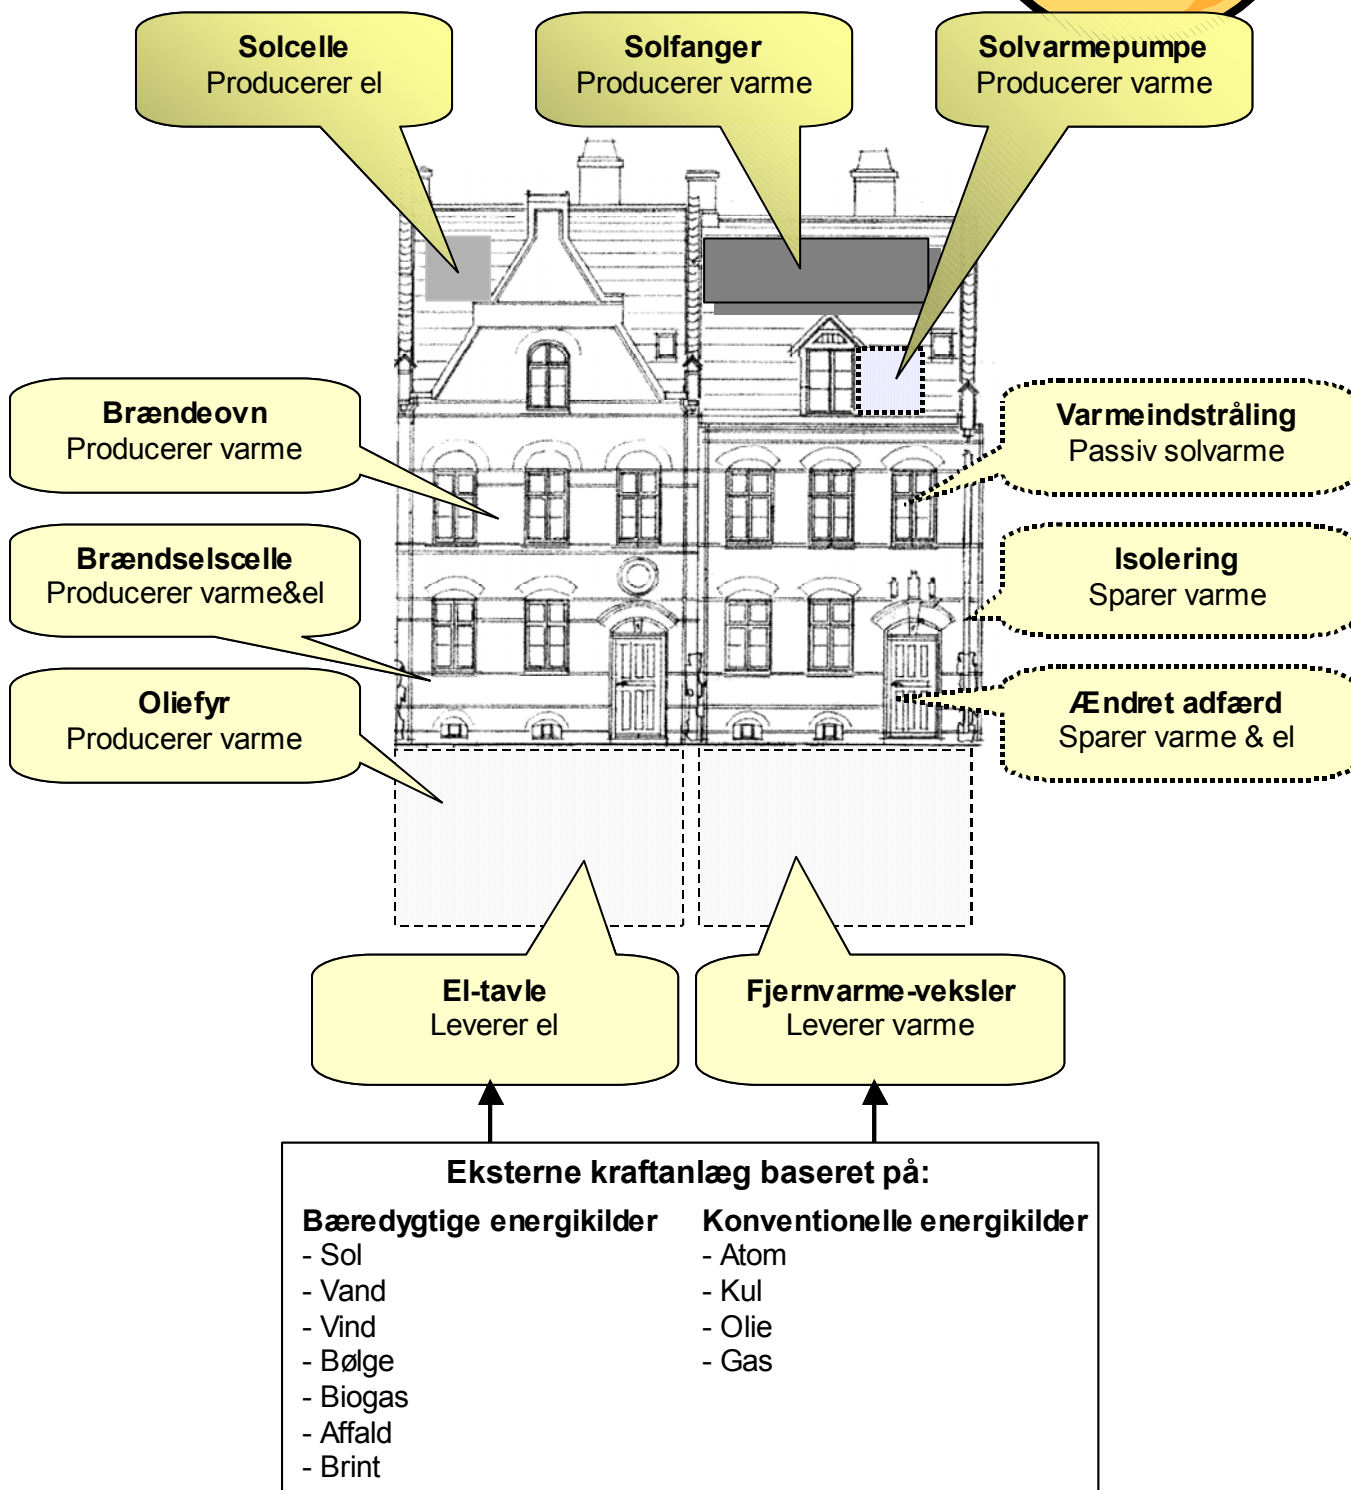 Solcelle
Producerer el
Solfanger
Producerer varme
Solvarmepumpe
Producerer varme
Brændeovn
Producerer varme
Varmeindstråling
Passiv solvarme
Brændselscelle
Producerer varme&el
Isolering
Sparer varme
Oliefyr
Producerer varme
Ændret adfærd
Sparer varme & el
El-tavle
Leverer el
Fjernvarme-veksler
Leverer varme
Eksterne kraftanlæg baseret på:
Bæredygtige energikilder
- Sol
- Vand
- Vind
- Bølge
- Biogas
- Affald
- Brint
Konventionelle energikilder
- Atom
- Kul
- Olie
- Gas